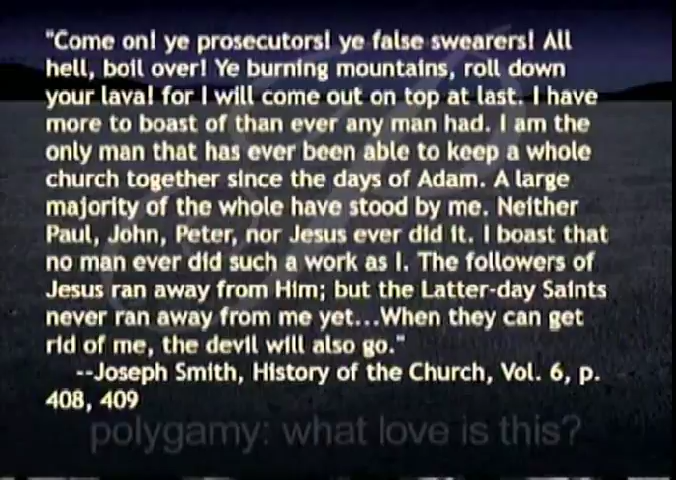 "Come on! ye prosecutors! ye false swearers! All
hell, boil over! Ye burning mountains, roll down
your lava! for I will come out on top at last. I have
more to boast of than ever any man had. I am the
only man that has ever been able to keep a whole
church together since the days of Adam. A large
majority of the whole have stood by me. Neither
Paul, John, Peter, nor Jesus ever did it. I boast that
no man ever did such a work as I. The followers of
Jesus ran away from Him; but the Latter-day Saints
never ran away from me yet...When they can get
rid of me, the devil will also go."
--Joseph Smith, History of the Church, Vol. 6, p.
408, 409
polygamy: what love is this?